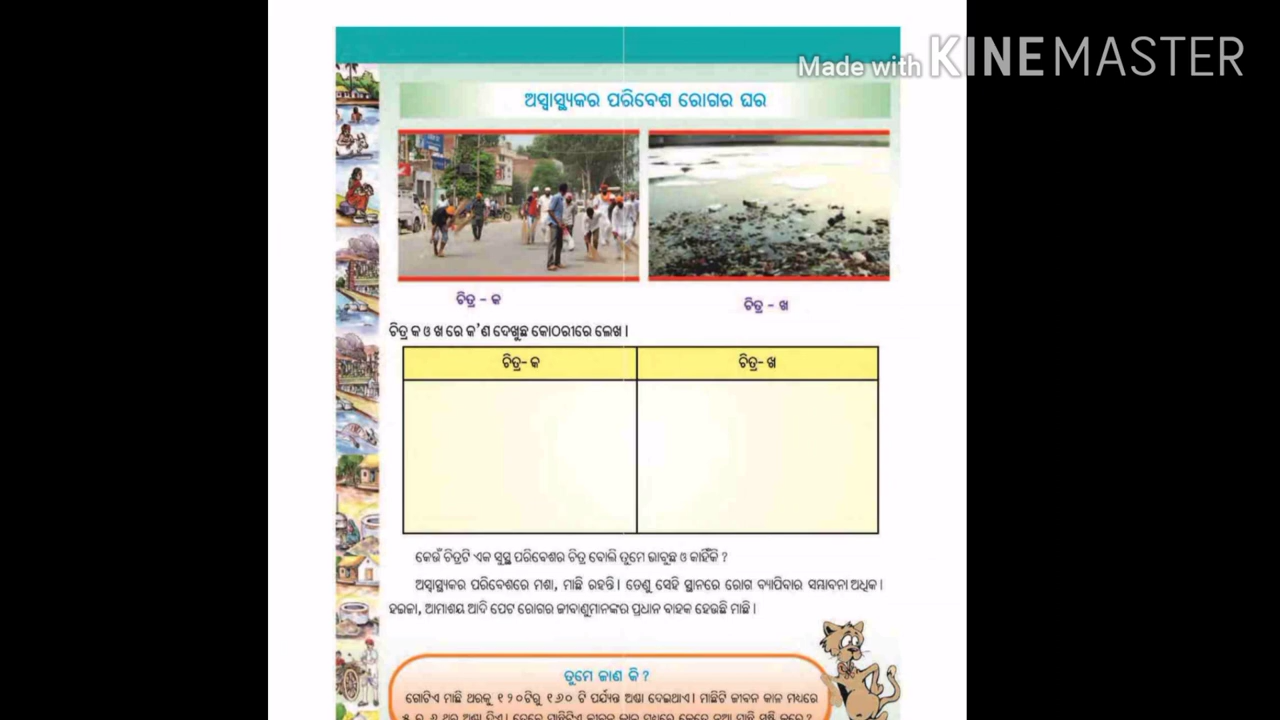 Made with KINEMASTER
ଅସ୍ୱାସ୍ଥ୍ୟକର ପରିବେଶ ରୋଗର ଘର
ଚିତ୍ର - କ
ଚିତ୍ର - ଖ
ଚିତ୍ର କ ଓ ଖ ରେ କ'ଣ ଦେଖୁଛ କୋଠରୀରେ ଲେଖ ।
ଚିତ୍ର- କ
ଚିତ୍ର- ଖ
କେଉଁ ଚିତ୍ରଟି ଏକ ସୁସ୍ଥ ପରିବେଶର ଚିତ୍ର ବୋଲି ତୁମେ ଭାବୁଛ ଓ କାହିଁକି ?
ଅସ୍ୱାସ୍ଥ୍ୟକର ପରିବେଶରେ ମଶା, ମାଛି ରହନ୍ତି । ତେଣୁ ସେହି ସ୍ଥାନରେ ରୋଗ ବ୍ୟାପିବାର ସମ୍ଭାବନା ଅଧିକ ।
ହଇଜା, ଆମାଶୟ ଆଦି ପେଟ ରୋଗର ଜୀବାଣୁମାନଙ୍କର ପ୍ରଧାନ ବାହକ ହେଉଛି ମାଛି ।
ତୁମେ ଜାଣ କି ?
ଗୋଟିଏ ମାଛି ଥରକୁ ୧୨୦ଟିରୁ ୧୬୦ ଟି ପର୍ଯ୍ୟନ୍ତ ଅଣ୍ଡା ଦେଇଥାଏ । ମାଛିଟି ଜୀବନ କାଳ ମଧ୍ୟରେ